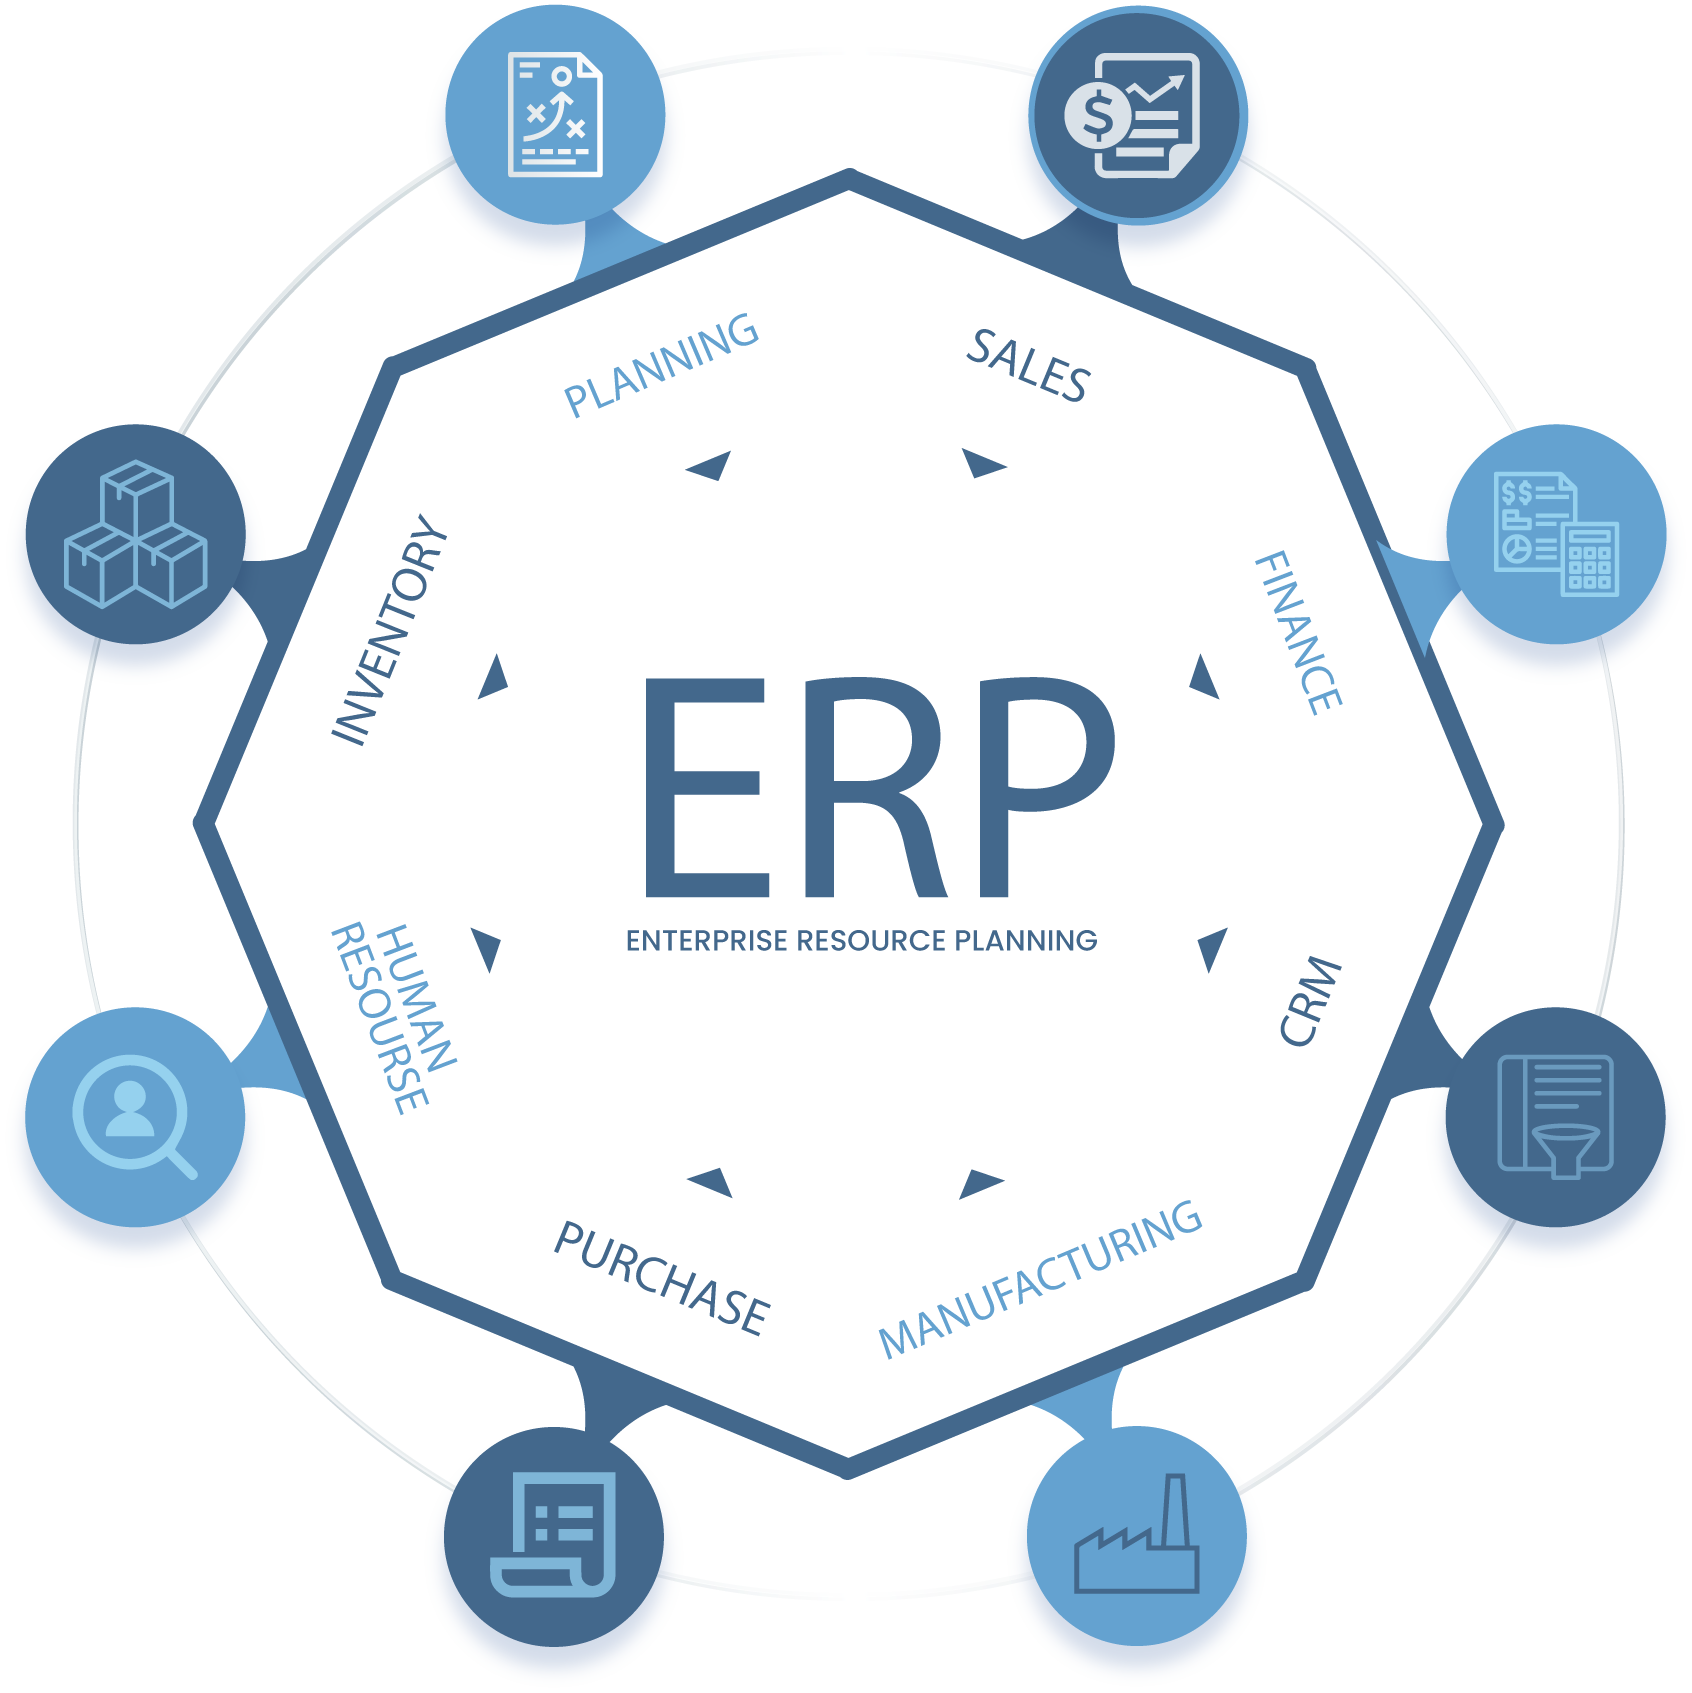 PLANNING
SALES
INVENTORY
FINANCE
ERP
ENTERPRISE RESOURCE PLANNING
HUMAN
RESOURSE
CRM
PURCHASE
MANUFACTURING
$
$$